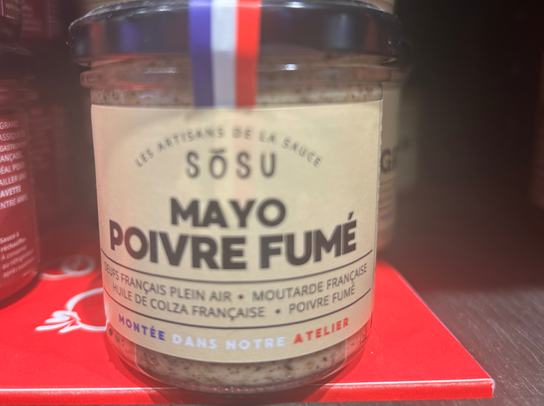 LES ARTISANS DE LA SAUCE
SŌSU
MAYO
POIVRE FUMÉ
ŒUFS FRANÇAIS PLEIN AIR • MOUTARDE FRANÇAISE
HUILE DE COLZA FRANÇAISE • POIVRE FUMÉ
MONTÉE DANS NOTRE ATELIER